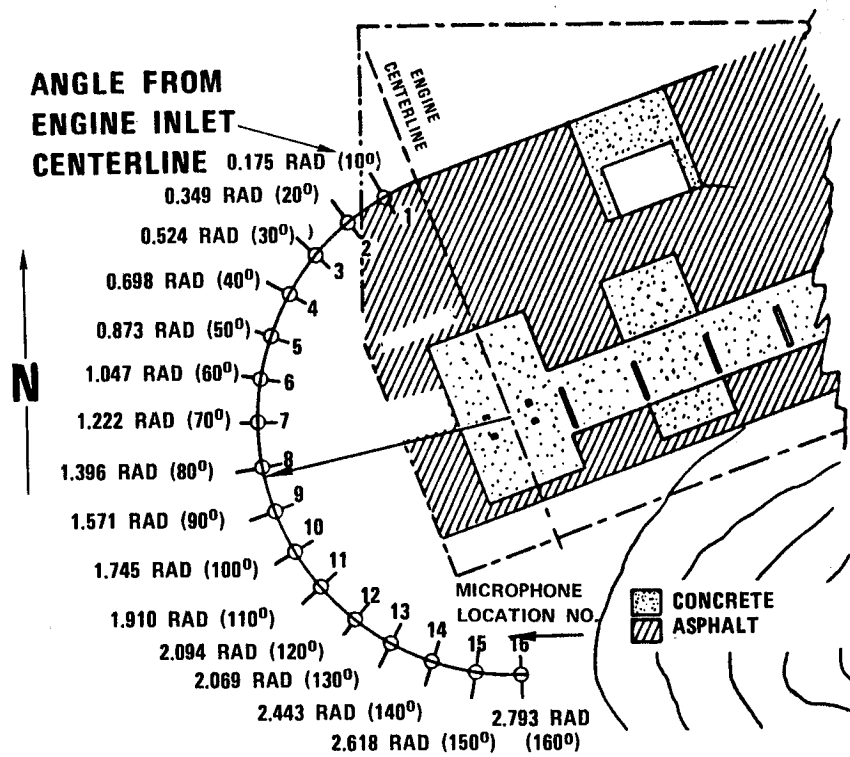 ANGLE FROM
ENGINE INLET
CENTERLINE
ENGINE
CENTERLINE
0.175 RAD (10⁰)
1
0.349 RAD (20⁰)
2
0.524 RAD (30⁰)
3
0.698 RAD (40⁰)
4
0.873 RAD (50⁰)
5
1.047 RAD (60⁰)
6
N
1.222 RAD (70⁰)
7
1.396 RAD (80⁰)
8
1.571 RAD (90⁰)
9
1.745 RAD (100⁰)
10
1.910 RAD (110⁰)
11
2.094 RAD (120⁰)
12
2.069 RAD (130⁰)
13
2.443 RAD (140⁰)
14
2.618 RAD (150⁰)
15
2.793 RAD
(160⁰)
16
MICROPHONE
LOCATION NO.
CONCRETE
ASPHALT